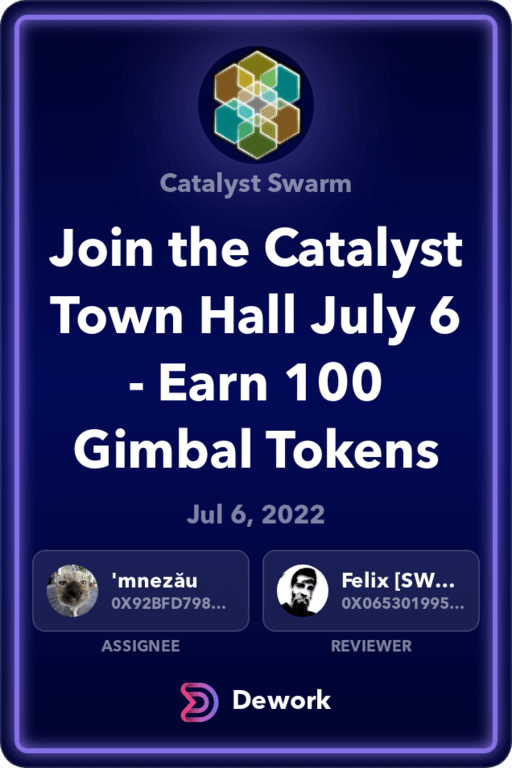 Catalyst Swarm
Join the Catalyst
Town Hall July 6
- Earn 100
Gimbal Tokens
Jul 6, 2022
'mnezău
0X92BFD798...
ASSIGNEE
Felix [SW...
0X065301995...
REVIEWER
Dework